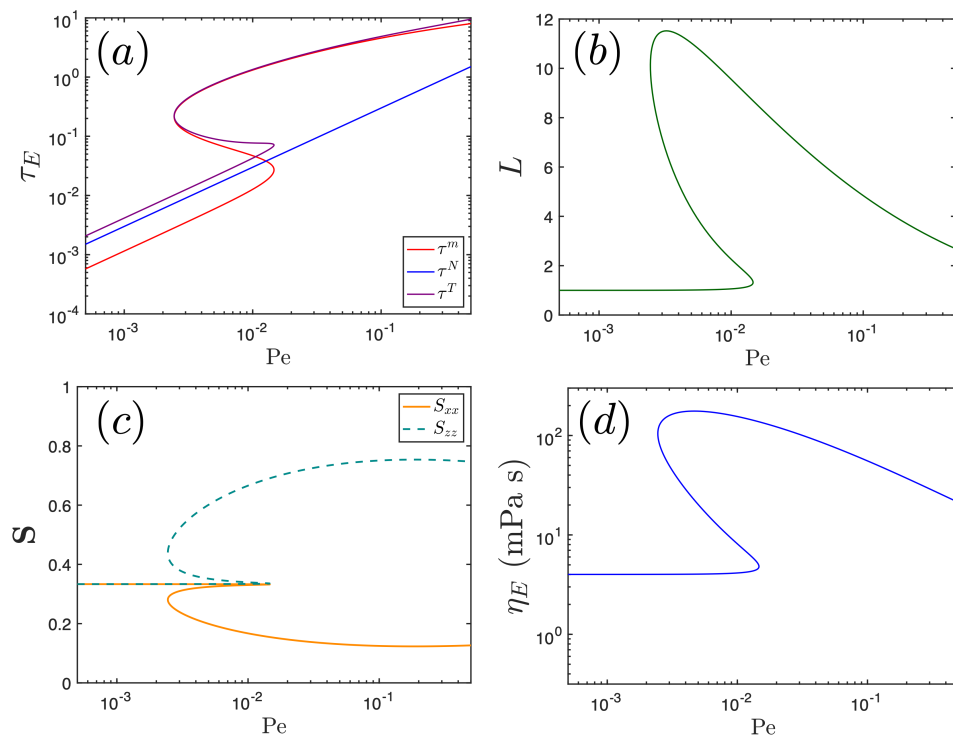 (a)
10^1
10^0
10^-1
10^-2
10^-3
10^-4
τ_E
τ^m
τ^N
τ^T
10^-3
10^-2
10^-1
Pe
(b)
12
10
8
6
4
2
0
L
10^-3
10^-2
10^-1
Pe
(c)
1
0.8
0.6
0.4
0.2
0
S
S_xx
S_zz
10^-3
10^-2
10^-1
Pe
(d)
10^2
10^1
10^0
η_E (mPa s)
10^-3
10^-2
10^-1
Pe